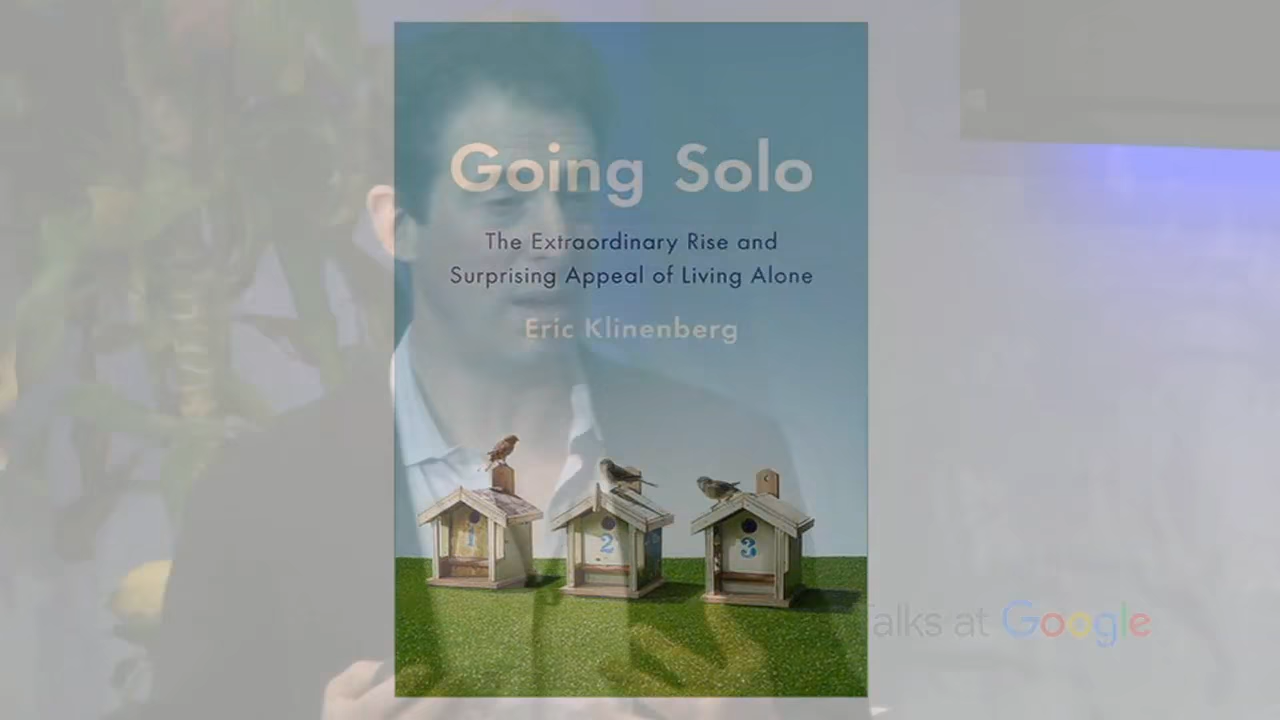 Going Solo
The Extraordinary Rise and
Surprising Appeal of Living Alone
Eric Klinenberg
1
2
3
Talks at Google